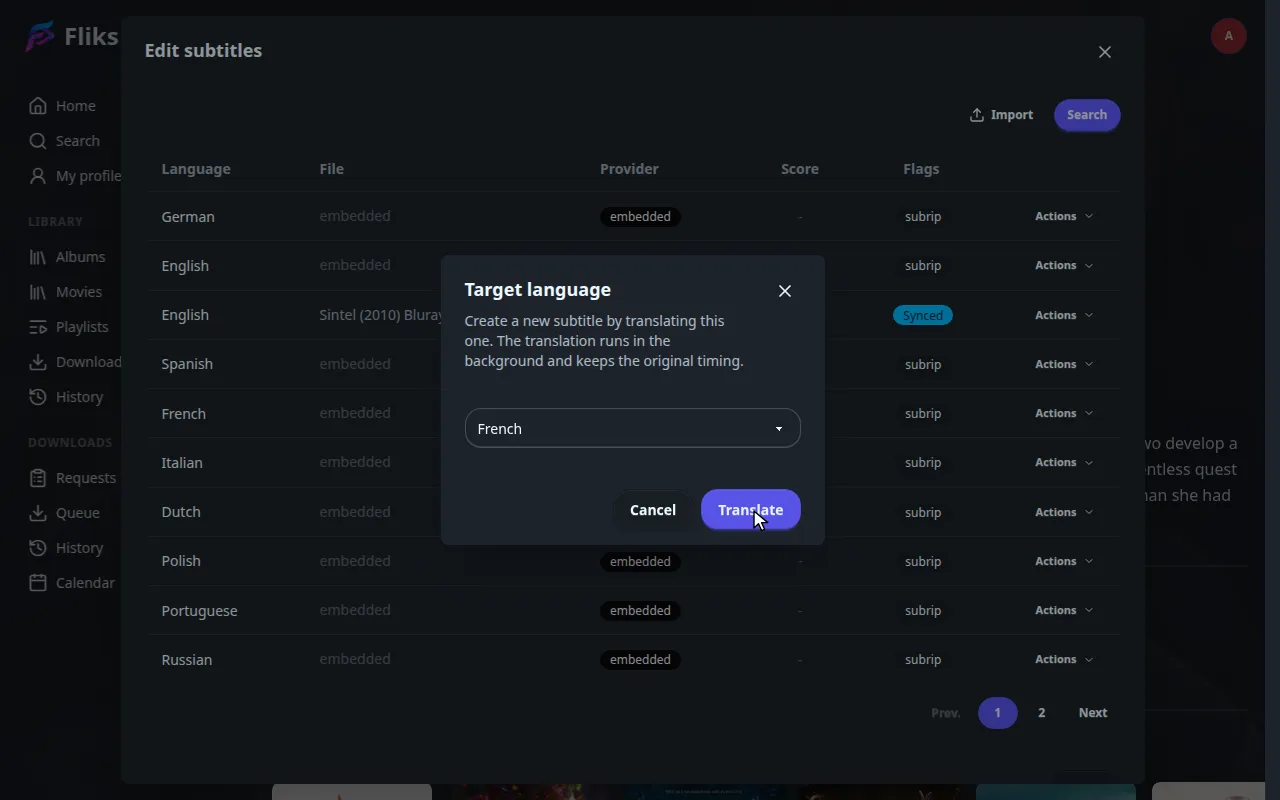 Fliks
A
Edit subtitles
Home
Search
My profile
LIBRARY
Albums
Movies
Playlists
Download
History
DOWNLOADS
Requests
Queue
History
Calendar
Import
Search
Language File Provider Score Flags
German embedded embedded - subrip Actions
English embedded subrip Actions
English Sintel (2010) Bluray Synced Actions
Spanish embedded subrip Actions
French embedded subrip Actions
Italian embedded subrip Actions
Dutch embedded subrip Actions
Polish embedded embedded - subrip Actions
Portuguese embedded embedded - subrip Actions
Russian embedded embedded - subrip Actions
Prev. 1 2 Next
Target language
Create a new subtitle by translating this
one. The translation runs in the
background and keeps the original timing.
French
Cancel
Translate
wo develop a
entless quest
she had